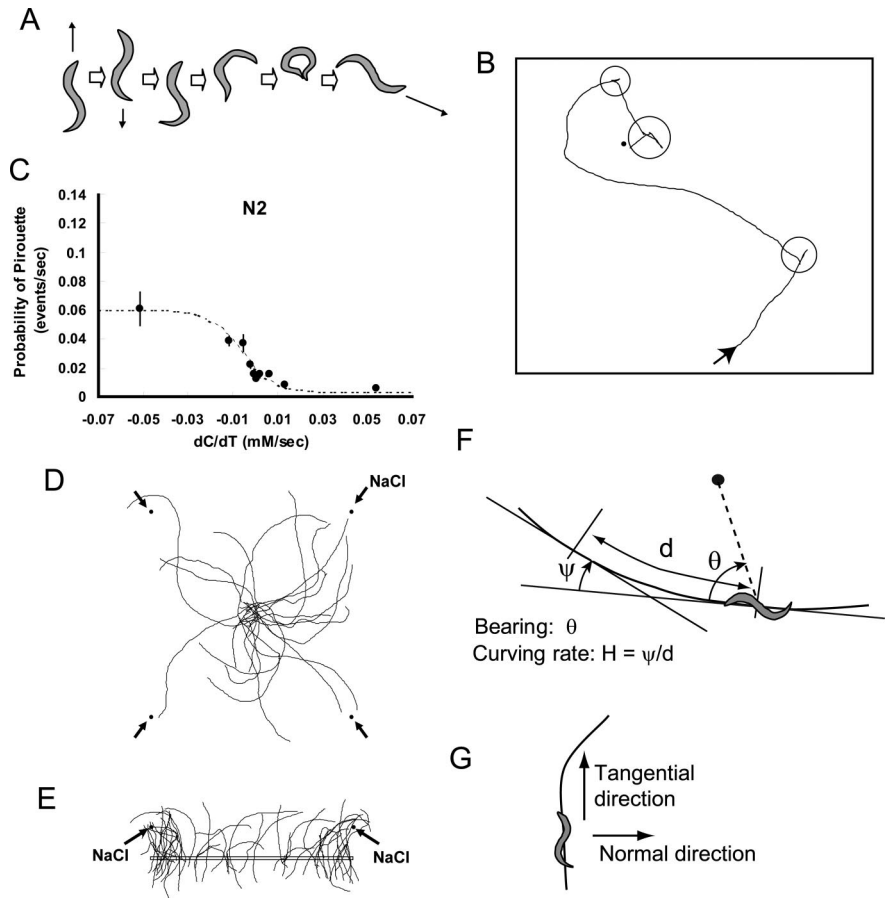 A
B
C
N2
Probability of Pirouette
(events/sec)
0.14
0.12
0.1
0.08
0.06
0.04
0.02
0
-0.07 -0.05 -0.03 -0.01 0.01 0.03 0.05 0.07
dC/dT (mM/sec)
D
NaCl
E
NaCl
NaCl
F
d
θ
ψ
Bearing: θ
Curving rate: H = ψ/d
G
Tangential
direction
Normal direction